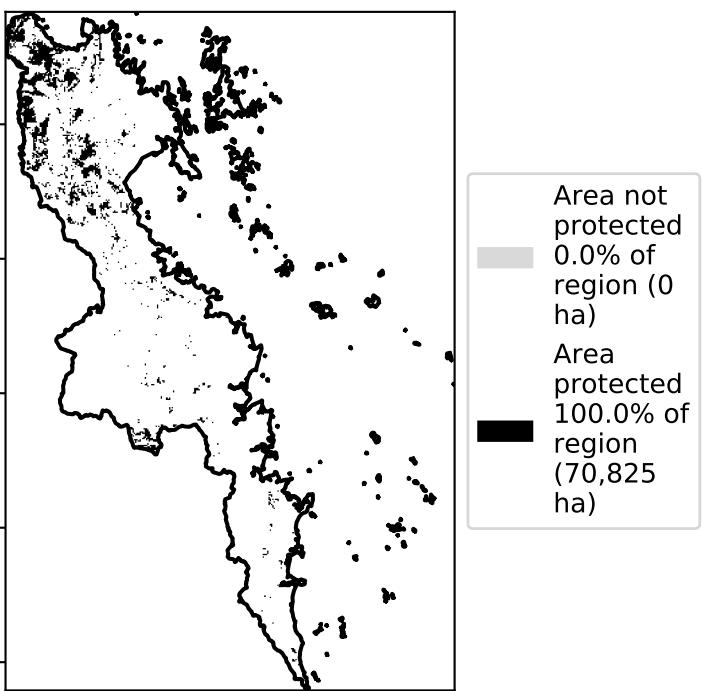 Area not
protected
0.0% of
region (0
ha)
Area
protected
100.0% of
region
(70,825
ha)